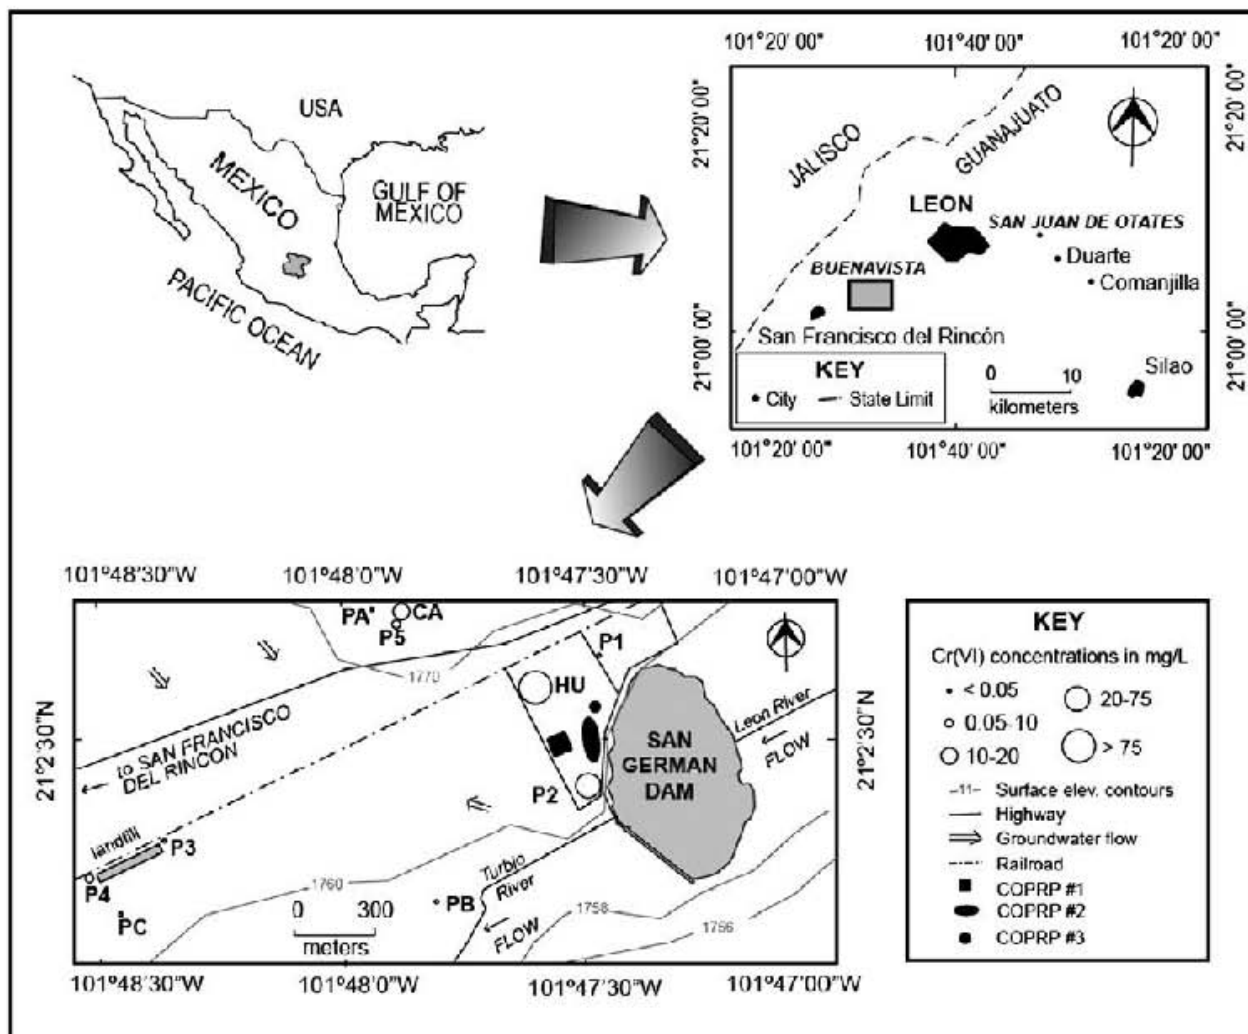 USA
MEXICO
GULF OF
MEXICO
PACIFIC OCEAN
101°20' 00"
101°40' 00"
101°20' 00"
21°20' 00"
21°20' 00"
JALISCO
GUANAJUATO
LEON
SAN JUAN DE OTATES
Duarte
BUENAVISTA
Comanjilla
San Francisco del Rincón
21°00' 00"
21°00' 00"
KEY
City
State Limit
0 10
kilometers
Silao
101°20' 00"
101°40' 00"
101°20' 00"
101°48'30"W
101°48'0"W
101°47'30"W
101°47'00"W
PA
CA
P5
P1
1770
HU
to SAN FRANCISCO
DEL RINCON
SAN
GERMAN
DAM
Leon River
FLOW
21°2'30"N
21°2'30"N
P2
landfill
P3
P4
PC
1760
0 300
meters
PB
Turbio
River
FLOW
1758
1756
101°48'30"W
101°48'0"W
101°47'30"W
101°47'00"W
KEY
Cr(VI) concentrations in mg/L
< 0.05
0.05-10
10-20
20-75
> 75
-11- Surface elev. contours
Highway
Groundwater flow
Railroad
COPRP #1
COPRP #2
COPRP #3